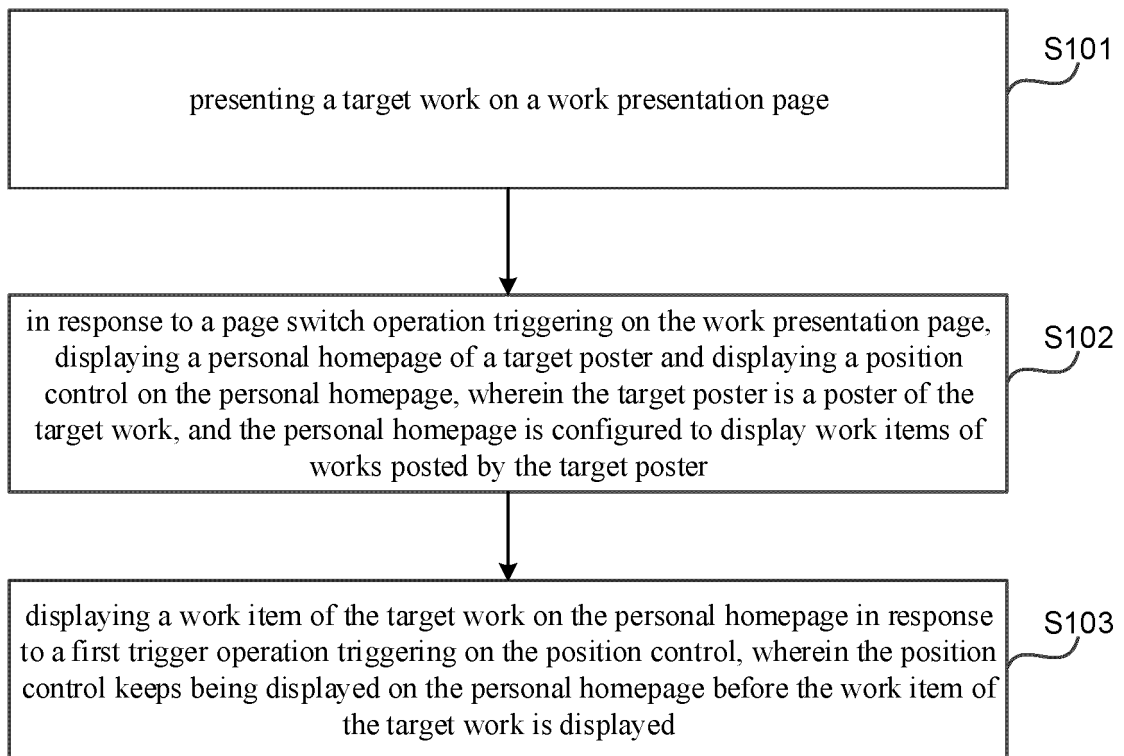 presenting a target work on a work presentation page
S101
in response to a page switch operation triggering on the work presentation page,
displaying a personal homepage of a target poster and displaying a position
control on the personal homepage, wherein the target poster is a poster of the
target work, and the personal homepage is configured to display work items of
works posted by the target poster
S102
displaying a work item of the target work on the personal homepage in response
to a first trigger operation triggering on the position control, wherein the position
control keeps being displayed on the personal homepage before the work item of
the target work is displayed
S103